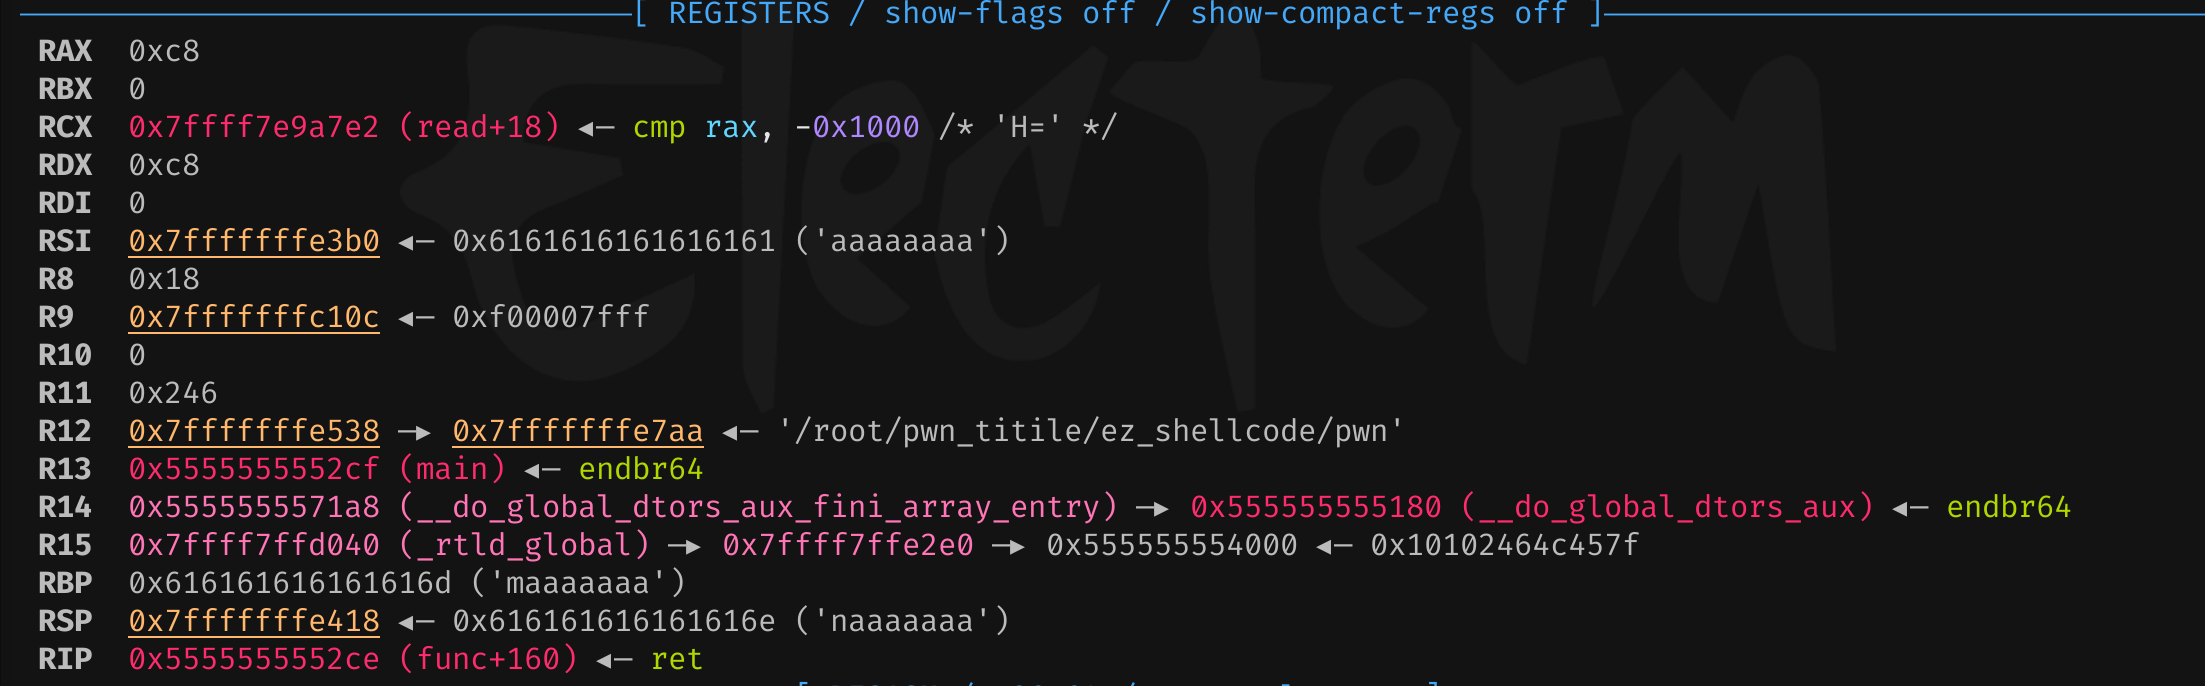 [ REGISTERS / show-flags off / show-compact-regs off ]
RAX 0xc8
RBX 0
RCX 0x7ffff7e9a7e2 (read+18) ◂— cmp rax, -0x1000 /* 'H=' */
RDX 0xc8
RDI 0
RSI 0x7fffffffe3b0 ◂— 0x6161616161616161 ('aaaaaaaa')
R8 0x18
R9 0x7fffffffc10c ◂— 0xf00007fff
R10 0
R11 0x246
R12 0x7fffffffe538 —▸ 0x7fffffffe7aa ◂— '/root/pwn_titile/ez_shellcode/pwn'
R13 0x5555555552cf (main) ◂— endbr64
R14 0x5555555571a8 (__do_global_dtors_aux_fini_array_entry) —▸ 0x555555555180 (__do_global_dtors_aux) ◂— endbr64
R15 0x7ffff7ffd040 (_rtld_global) —▸ 0x7ffff7ffe2e0 —▸ 0x555555554000 ◂— 0x10102464c457f
RBP 0x616161616161616d ('maaaaaaa')
RSP 0x7fffffffe418 ◂— 0x616161616161616e ('naaaaaaa')
RIP 0x5555555552ce (func+160) ◂— ret
Electerm